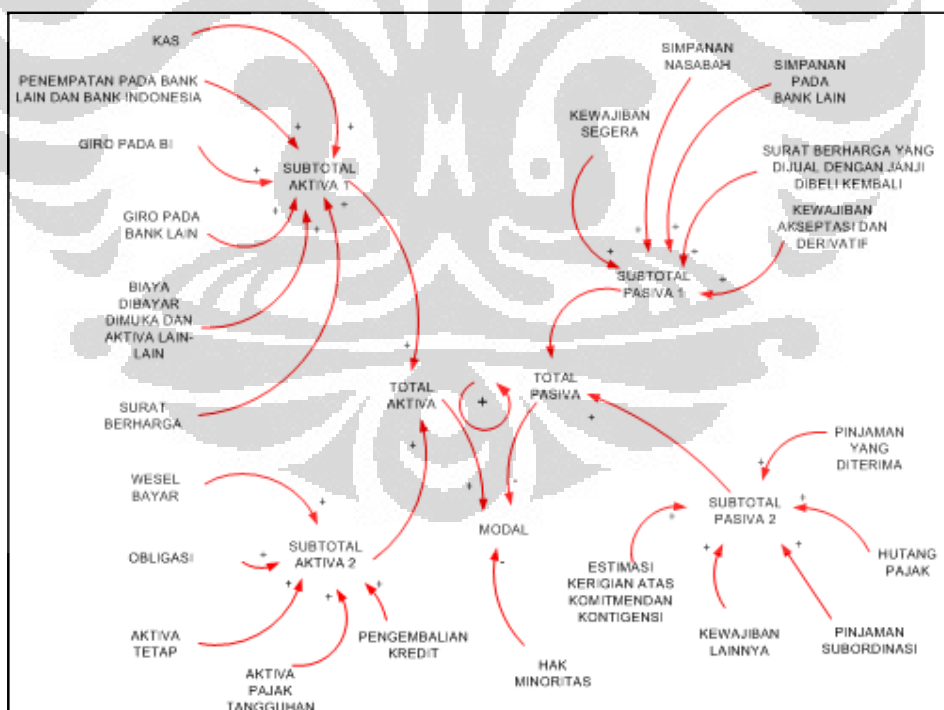 KAS
PENEMPATAN PADA BANK
LAIN DAN BANK INDONESIA
GIRO PADA BI
SUBTOTAL
AKTIVA 1
GIRO PADA
BANK LAIN
BIAYA
DIBAYAR
DIMUKA DAN
AKTIVA LAIN-
LAIN
SURAT
BERHARGA
SIMPANAN
NASABAH
SIMPANAN
PADA
BANK LAIN
KEWAJIBAN
SEGERA
SURAT BERHARGA YANG
DIJUAL DENGAN JANJI
DIBELI KEMBALI
KEWAJIBAN
AKSEPTASI DAN
DERIVATIF
SUBTOTAL
PASIVA 1
TOTAL
AKTIVA
+
TOTAL
PASIVA
WESEL
BAYAR
OBLIGASI
SUBTOTAL
AKTIVA 2
AKTIVA
TETAP
AKTIVA
PAJAK
TANGGUHAN
PENGEMBALIAN
KREDIT
MODAL
HAK
MINORITAS
PINJAMAN
YANG
DITERIMA
SUBTOTAL
PASIVA 2
HUTANG
PAJAK
ESTIMASI
KERIGIAN ATAS
KOMITMENDAN
KONTIGENSI
KEWAJIBAN
LAINNYA
PINJAMAN
SUBORDINASI